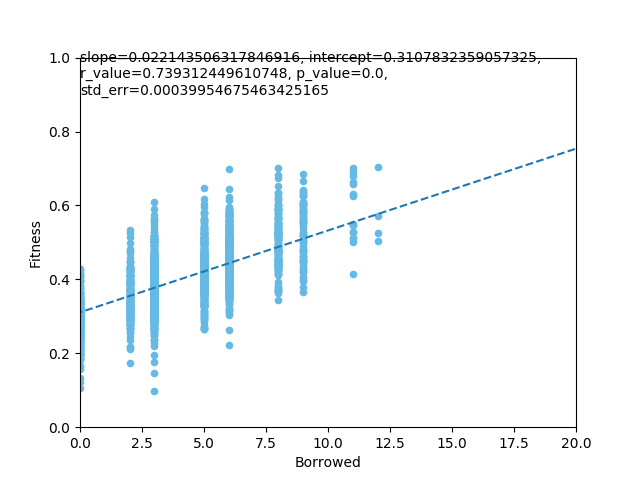 slope=0.022143506317846916, intercept=0.3107832359057325,
r_value=0.739312449610748, p_value=0.0,
std_err=0.00039954675463425165
1.0
0.8
0.6
0.4
0.2
0.0
Fitness
0.0 2.5 5.0 7.5 10.0 12.5 15.0 17.5 20.0
Borrowed